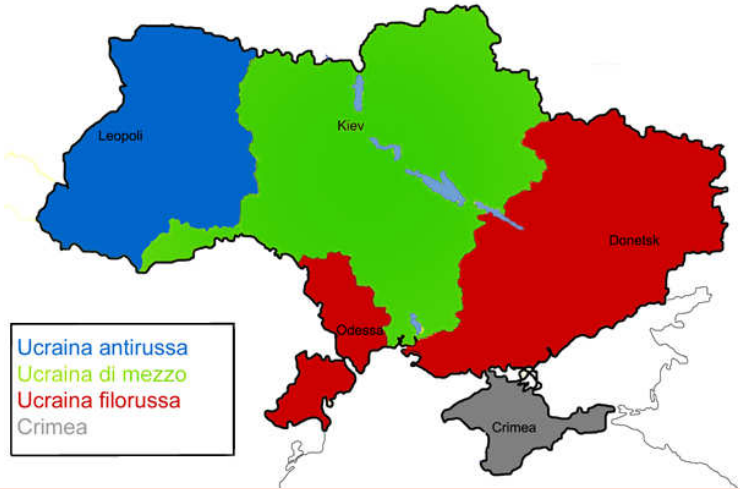 Leopoli
Kiev
Donetsk
Odessa
Crimea
Ucraina antirussa
Ucraina di mezzo
Ucraina filorussa
Crimea